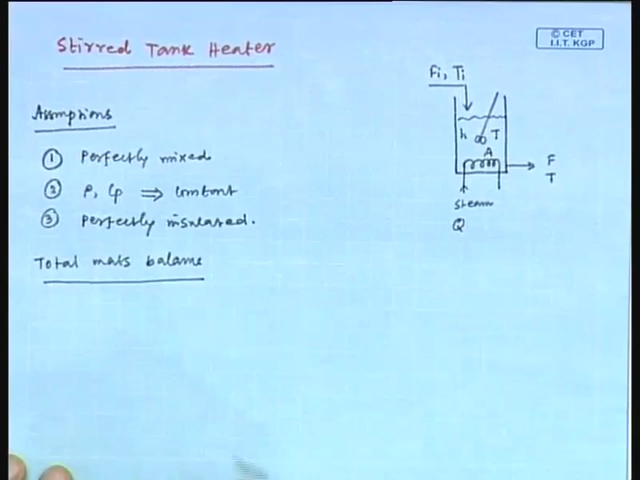 Stirred Tank Heater
© CET
I.I.T. KGP
Fi, Ti
Assumptions
h T
① Perfectly mixed
A
F
T
② ρ, Cp ⟹ constant
steam
③ Perfectly insulated.
Q
Total mass balance